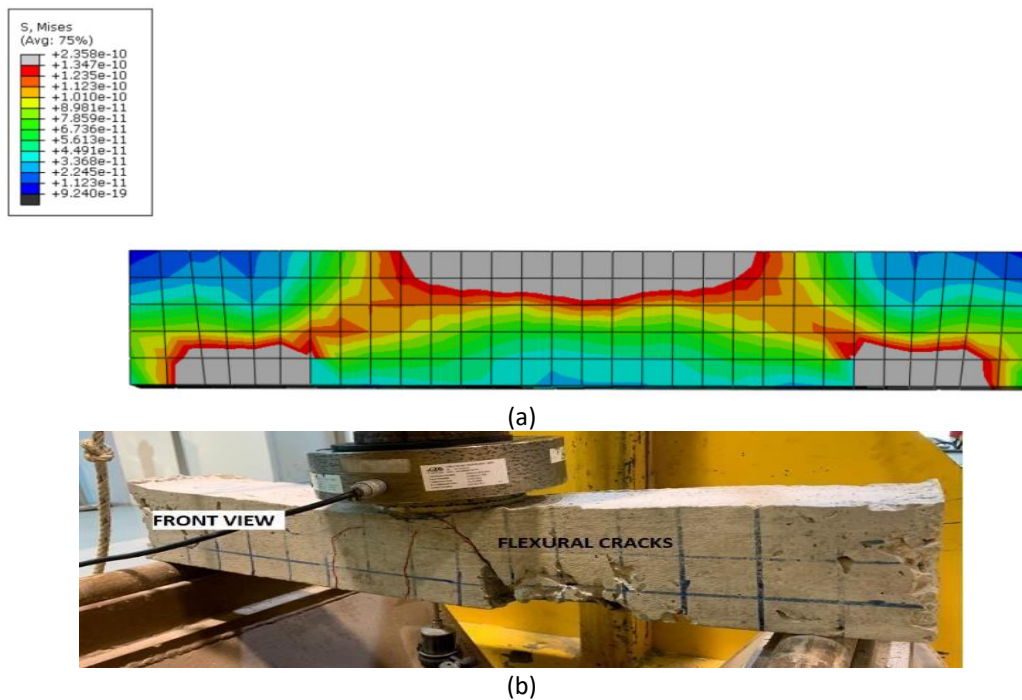 S, Mises
(Avg: 75%)
+2.358e-10
+1.347e-10
+1.235e-10
+1.123e-10
+1.010e-10
+8.981e-11
+7.859e-11
+6.736e-11
+5.613e-11
+4.491e-11
+3.368e-11
+2.245e-11
+1.123e-11
+9.240e-19
(a)
FRONT VIEW
FLEXURAL CRACKS
(b)